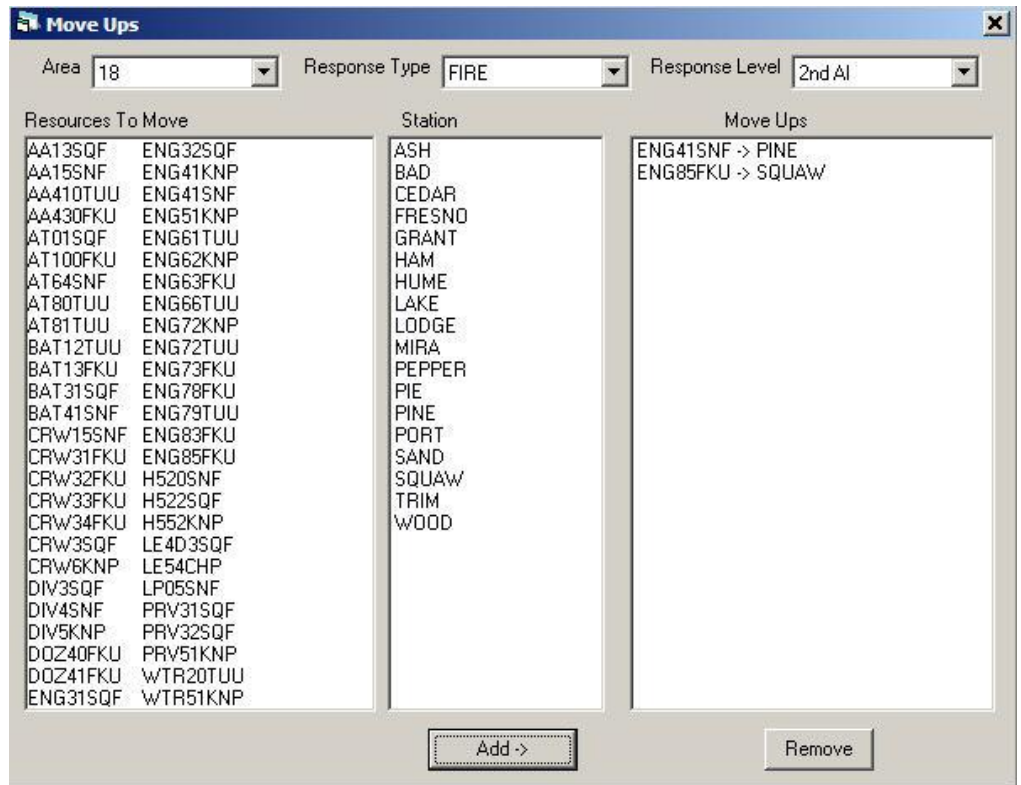 Move Ups
Area 18 Response Type FIRE Response Level 2nd Al
Resources To Move Station Move Ups
AA13SQF ENG32SQF ASH ENG41SNF -> PINE
AA15SNF ENG41KNP BAD ENG85FKU -> SQUAW
AA410TUU ENG41SNF CEDAR
AA430FKU ENG51KNP FRESNO
AT01SQF ENG61TUU GRANT
AT100FKU ENG62KNP HAM
AT64SNF ENG63FKU HUME
AT80TUU ENG66TUU LAKE
AT81TUU ENG72KNP LODGE
BAT12TUU ENG72TUU MIRA
BAT13FKU ENG73FKU PEPPER
BAT31SQF ENG78FKU PIE
BAT41SNF ENG79TUU PINE
CRW15SNF ENG83FKU PORT
CRW31FKU ENG85FKU SAND
CRW32FKU H520SNF SQUAW
CRW33FKU H522SQF TRIM
CRW34FKU H552KNP WOOD
CRW3SQF LE4D3SQF
CRW6KNP LE54CHP
DIV3SQF LP05SNF
DIV4SNF PRV31SQF
DIV5KNP PRV32SQF
DOZ40FKU PRV51KNP
DOZ41FKU WTR20TUU
ENG31SQF WTR51KNP
Add -> Remove